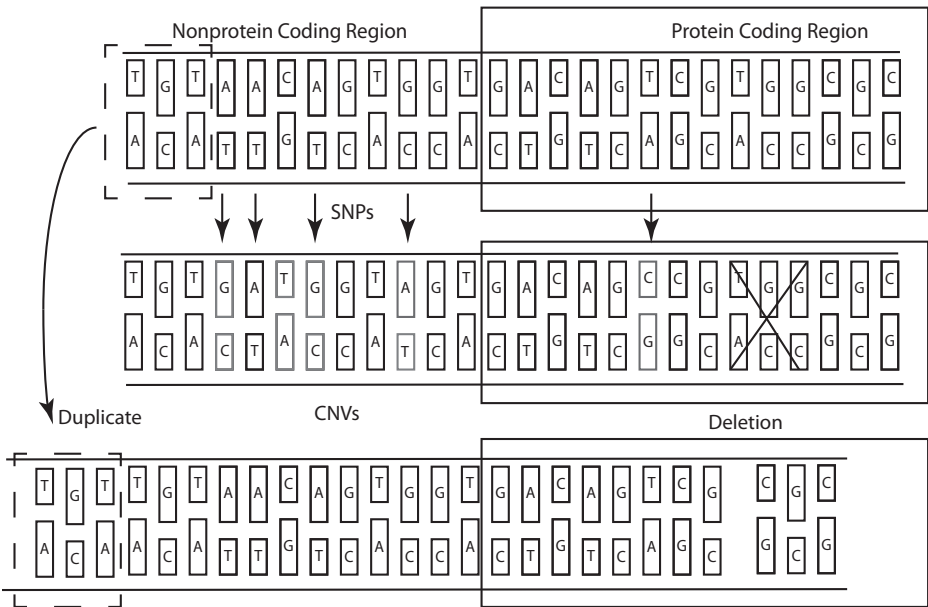 Nonprotein Coding Region Protein Coding Region
T G T A A C A G T G G T G A C A G T C G T G G C G C
A C A T T G T C A C C A C T G T C A G C A C C G C G
SNPs
T G T G A T G G T A G T G A C A G C C G T G G C G C
A C A C T A C C A T C A C T G T C G G C A C C G C G
Duplicate CNVs Deletion
T G T T G T A A C A G T G G T G A C A G T C G C G C
A C A A C A T T G T C A C C A C T G T C A G C G C G